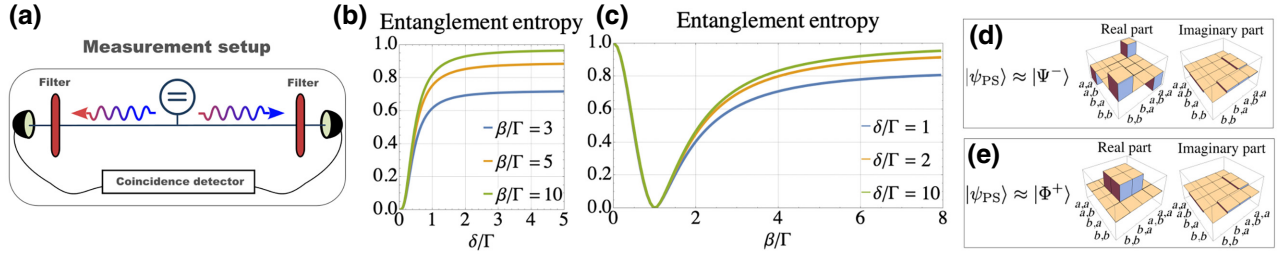 (a)
Measurement setup
Filter
Filter
Coincidence detector
(b)
Entanglement entropy
1.0
0.8
0.6
0.4
0.2
0.0
0
1
2
3
4
5
β/Γ = 3
β/Γ = 5
β/Γ = 10
δ/Γ
(c)
Entanglement entropy
1.0
0.8
0.6
0.4
0.2
0.0
0
2
4
6
8
δ/Γ = 1
δ/Γ = 2
δ/Γ = 10
β/Γ
(d)
Real part
Imaginary part
|ψPS⟩ ≈ |Ψ⁻⟩
a,a
a,b
b,a
b,b
b,b
b,a
a,b
a,a
a,a
a,b
b,a
b,b
b,b
b,a
a,b
a,a
(e)
Real part
Imaginary part
|ψPS⟩ ≈ |Φ⁺⟩
a,a
a,b
b,a
b,b
b,b
b,a
a,b
a,a
a,a
a,b
b,a
b,b
b,b
b,a
a,b
a,a